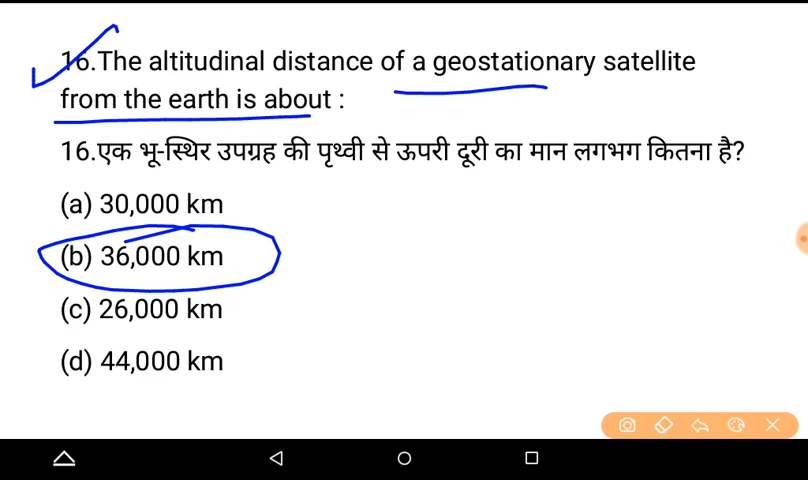 16.The altitudinal distance of a geostationary satellite
from the earth is about :
16.एक भू-स्थिर उपग्रह की पृथ्वी से ऊपरी दूरी का मान लगभग कितना है?
(a) 30,000 km
(b) 36,000 km
(c) 26,000 km
(d) 44,000 km